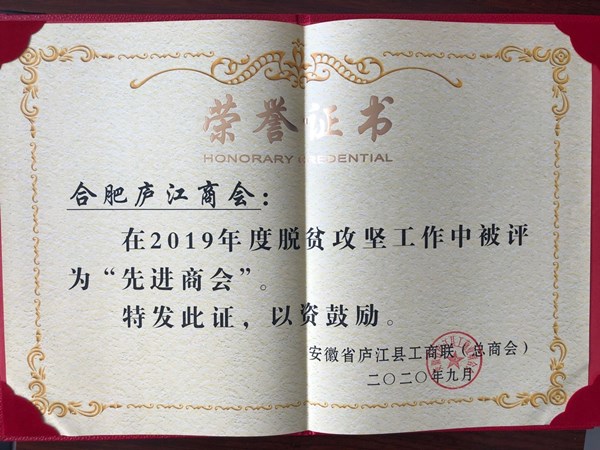 荣誉证书
HONORARY CREDENTIAL
合肥庐江商会：
在2019年度脱贫攻坚工作中被评
为“先进商会”。
特发此证，以资鼓励。
安徽省庐江县工商联（总商会）
二〇二〇年九月